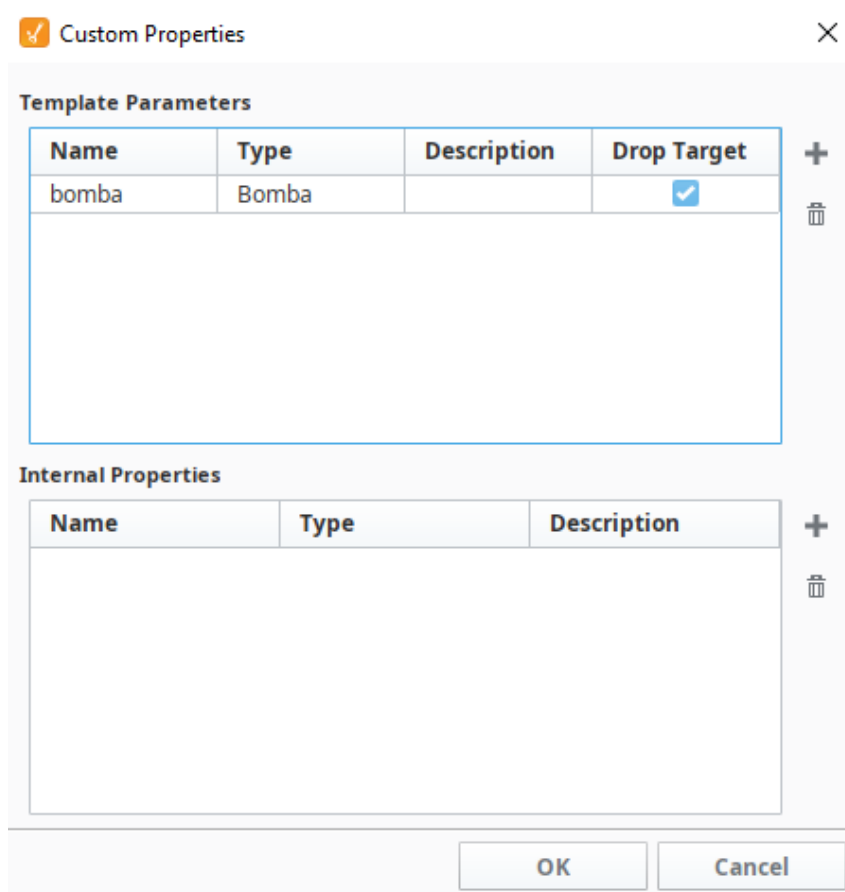 Custom Properties
Template Parameters
Name Type Description Drop Target
bomba Bomba
Internal Properties
Name Type Description
OK Cancel